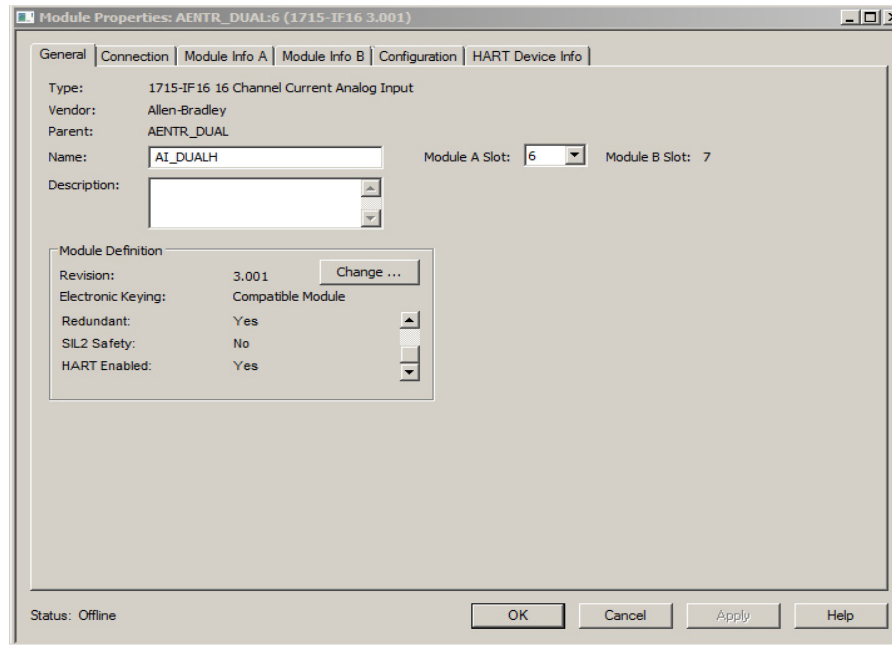 Module Properties: AENTR_DUAL:6 (1715-IF16 3.001)
General Connection Module Info A Module Info B Configuration HART Device Info
Type: 1715-IF16 16 Channel Current Analog Input
Vendor: Allen-Bradley
Parent: AENTR_DUAL
Name: AI_DUALH Module A Slot: 6 Module B Slot: 7
Description:
Module Definition
Revision: 3.001 Change ...
Electronic Keying: Compatible Module
Redundant: Yes
SIL2 Safety: No
HART Enabled: Yes
Status: Offline OK Cancel Apply Help